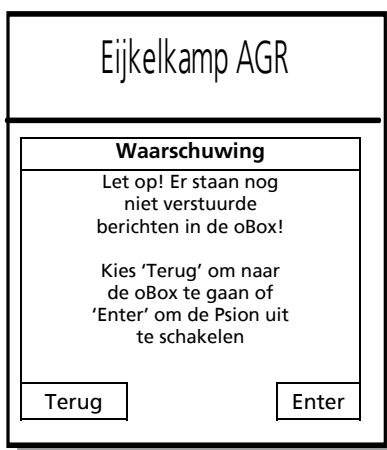 Eijkelkamp AGR
Waarschuwing
Let op! Er staan nog
niet verstuurde
berichten in de oBox!
Kies ‘Terug’ om naar
de oBox te gaan of
‘Enter’ om de Psion uit
te schakelen
Terug
Enter